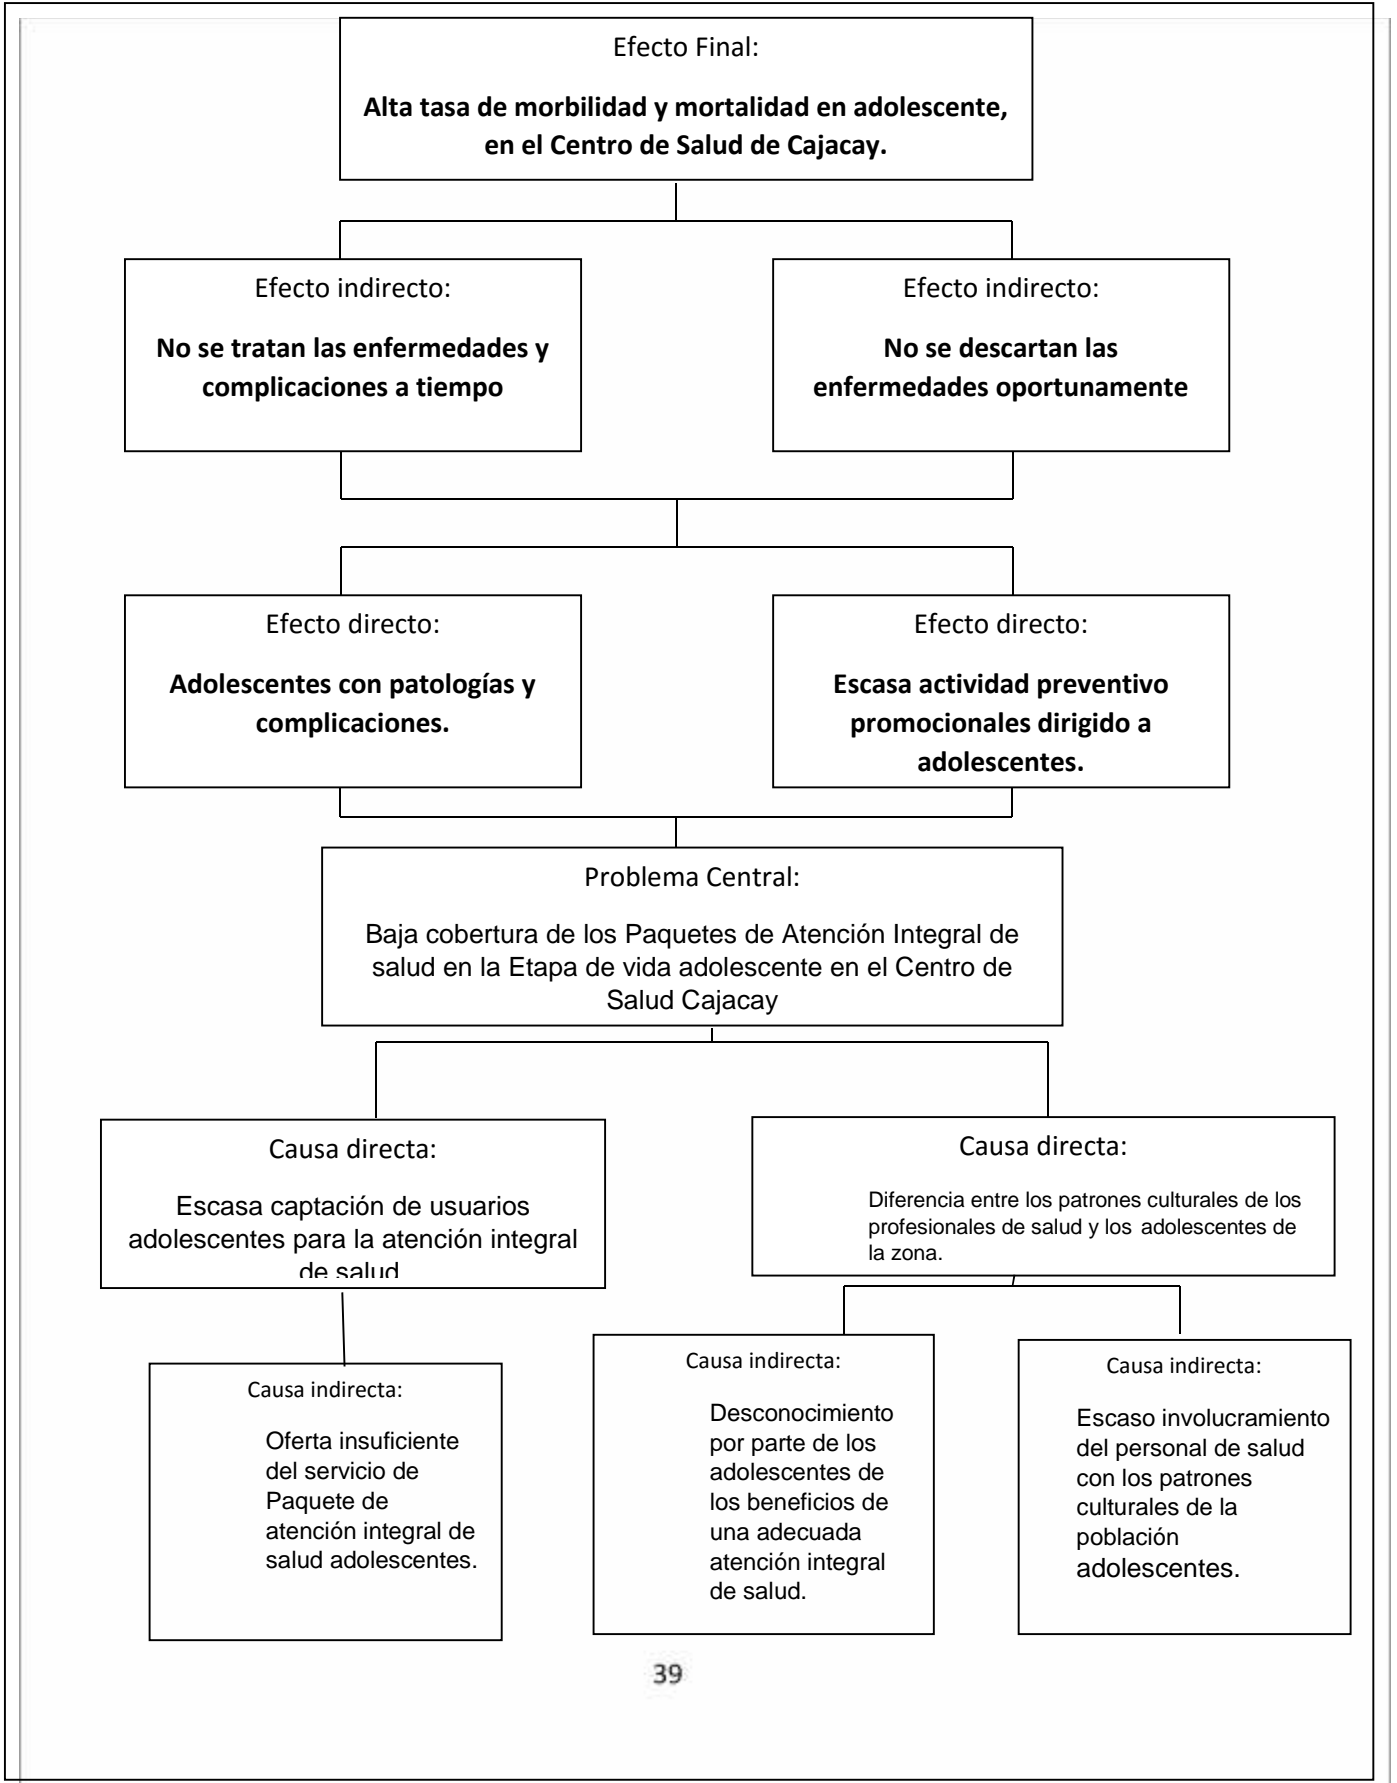 Efecto Final:
Alta tasa de morbilidad y mortalidad en adolescente,
en el Centro de Salud de Cajacay.
Efecto indirecto:
No se tratan las enfermedades y
complicaciones a tiempo
Efecto indirecto:
No se descartan las
enfermedades oportunamente
Efecto directo:
Adolescentes con patologías y
complicaciones.
Efecto directo:
Escasa actividad preventivo
promocionales dirigido a
adolescentes.
Problema Central:
Baja cobertura de los Paquetes de Atención Integral de
salud en la Etapa de vida adolescente en el Centro de
Salud Cajacay
Causa directa:
Escasa captación de usuarios
adolescentes para la atención integral
de salud
Causa directa:
Diferencia entre los patrones culturales de los
profesionales de salud y los adolescentes de
la zona.
Causa indirecta:
Oferta insuficiente
del servicio de
Paquete de
atención integral de
salud adolescentes.
Causa indirecta:
Desconocimiento
por parte de los
adolescentes de
los beneficios de
una adecuada
atención integral
de salud.
Causa indirecta:
Escaso involucramiento
del personal de salud
con los patrones
culturales de la
población
adolescentes.
39